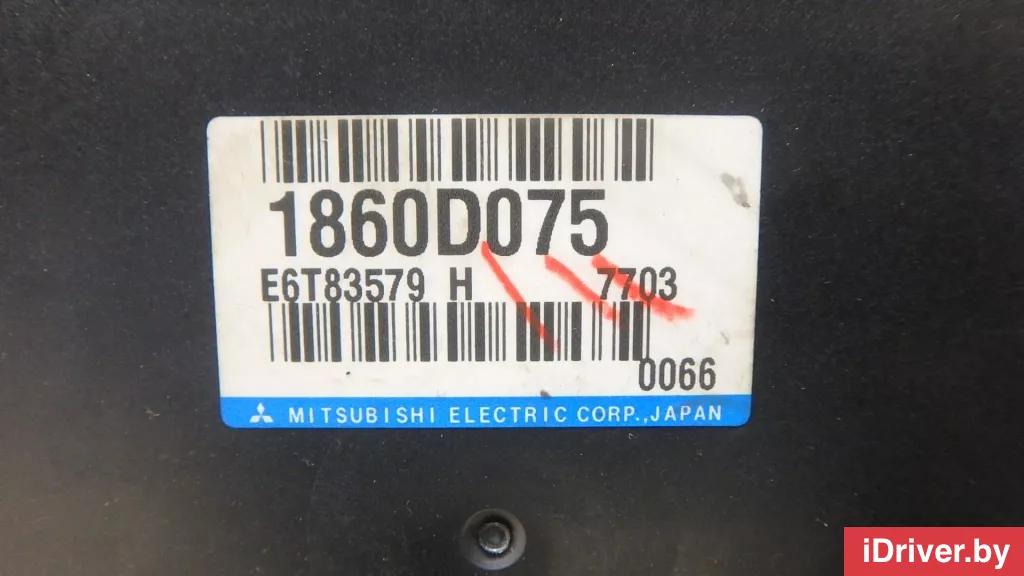 1860D075
E6T83579 H 7703
0066
MITSUBISHI ELECTRIC CORP., JAPAN
iDriver.by